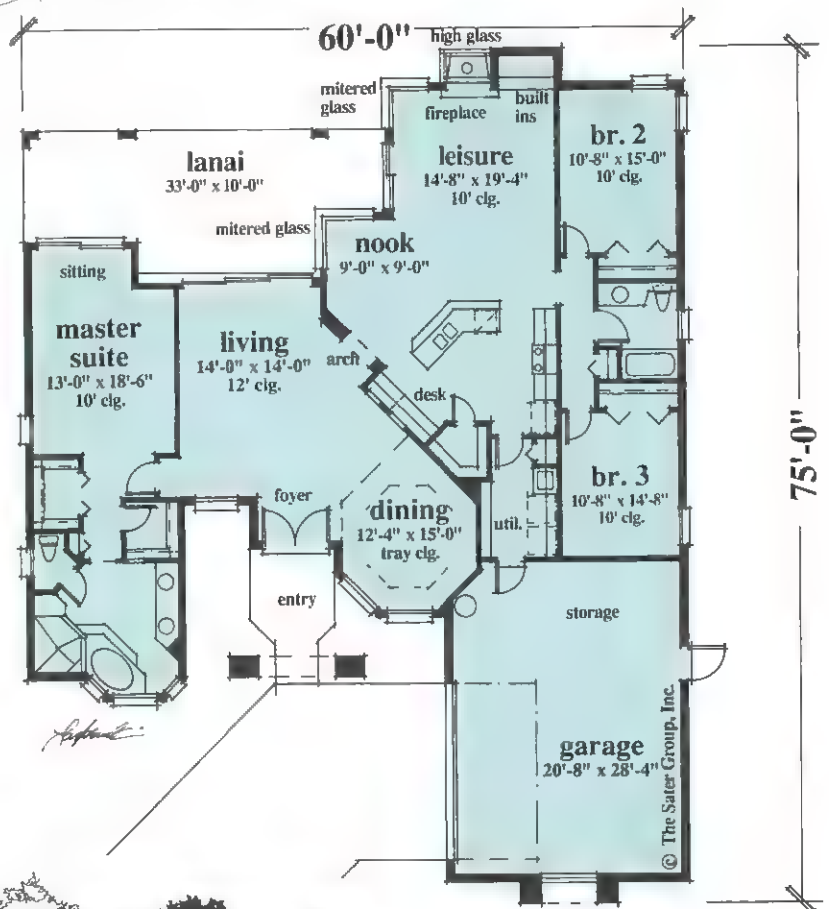 60'-0"
high glass
mitered
glass
fireplace
built
ins
br. 2
10'-8" x 15'-0"
10' clg.
lanai
33'-0" x 10'-0"
leisure
14'-8" x 19'-4"
10' clg.
mitered glass
nook
9'-0" x 9'-0"
sitting
master
suite
13'-0" x 18'-6"
10' clg.
living
14'-0" x 14'-0"
12' clg.
arch
desk
75'-0"
br. 3
10'-8" x 14'-8"
10' clg.
foyer
dining
12'-4" x 15'-0"
tray clg.
util.
entry
storage
garage
20'-8" x 28'-4"
© The Sater Group, Inc.